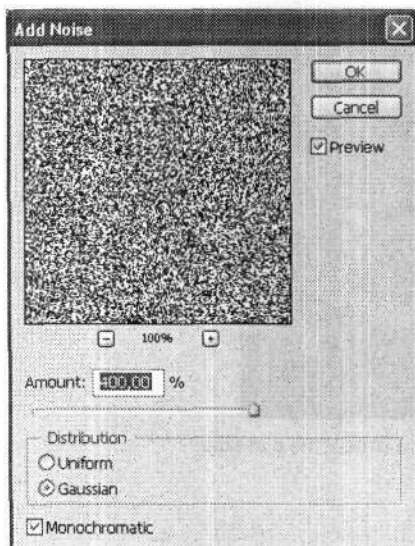 Add Noise
OK
Cancel
Preview
100%
Amount: 400.00 %
Distribution
Uniform
Gaussian
Monochromatic